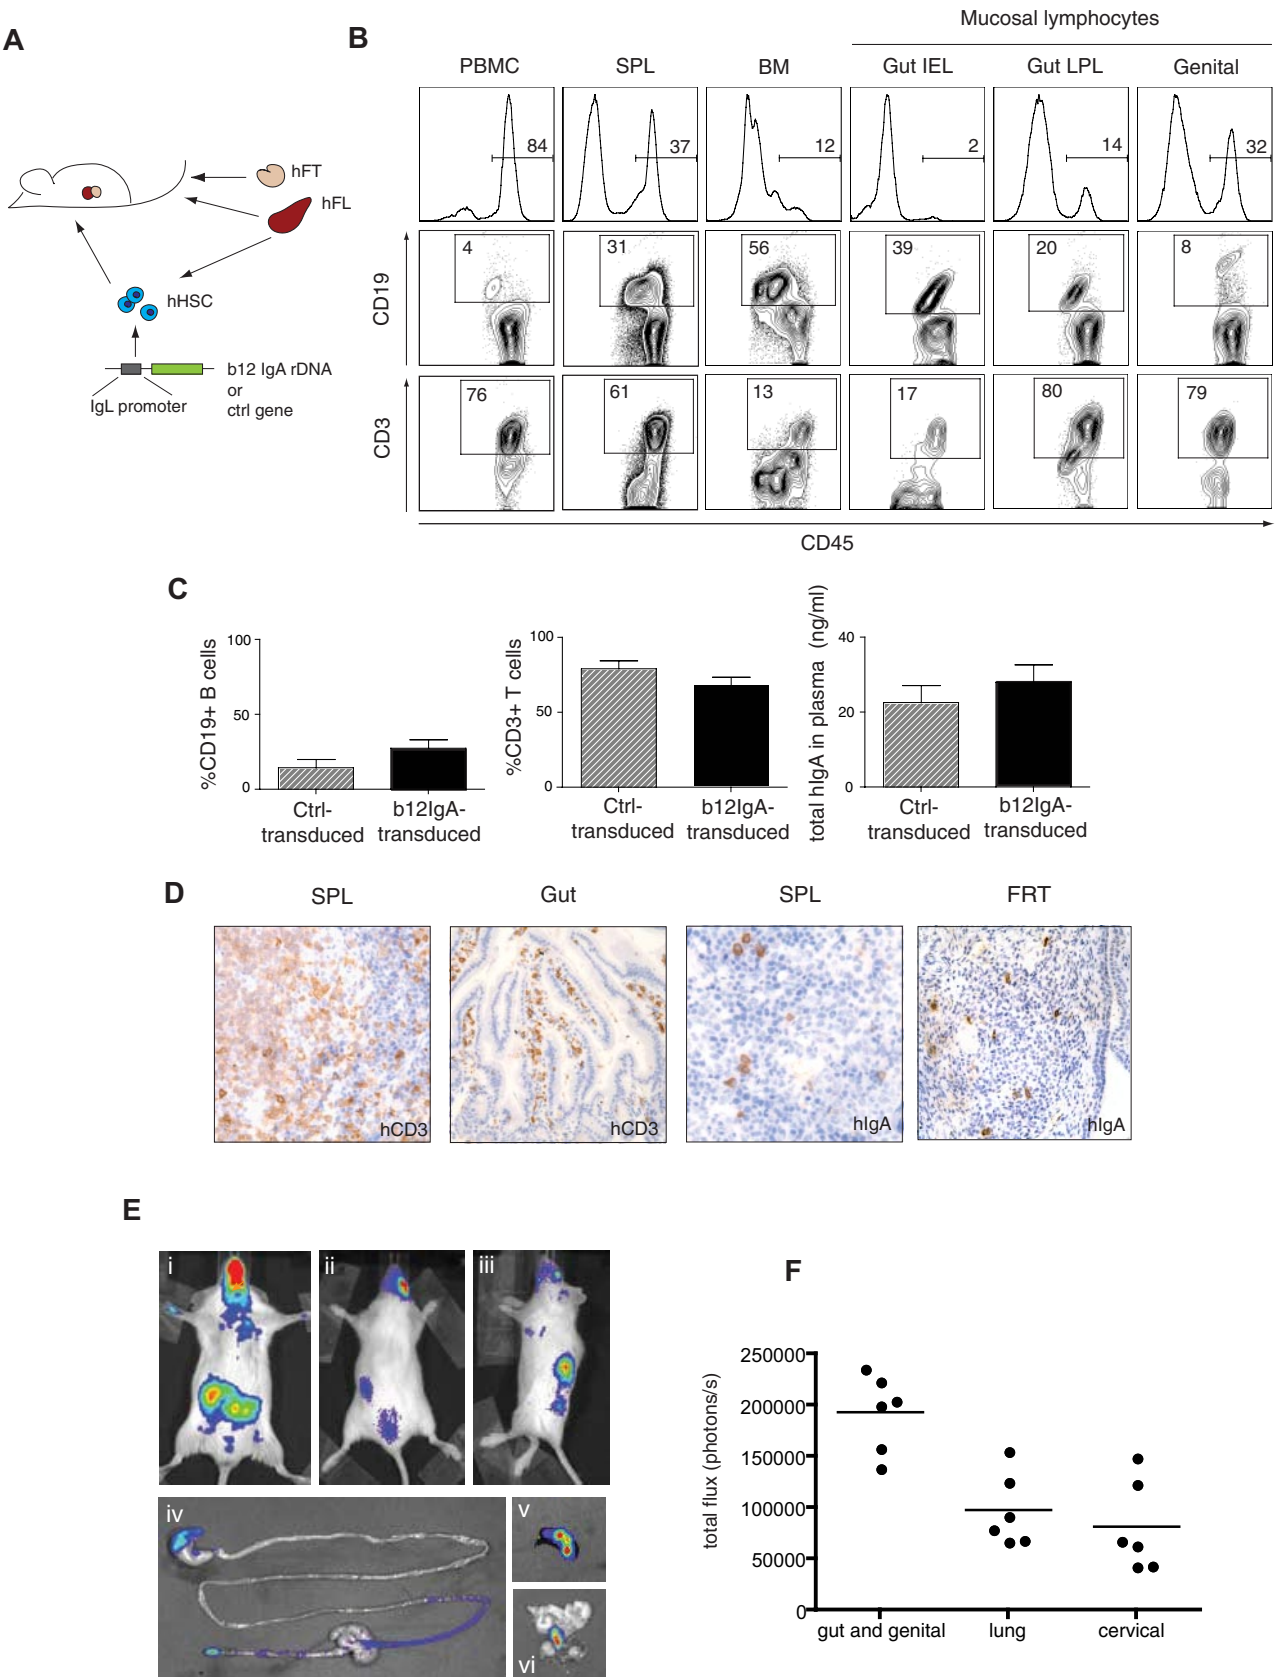 A
hFT
hFL
hHSC
b12 IgA rDNA
or
ctrl gene
IgL promoter
B
Mucosal lymphocytes
PBMC
SPL
BM
Gut IEL
Gut LPL
Genital
84
37
12
2
14
32
CD19
4
31
56
39
20
8
CD3
76
61
13
17
80
79
CD45
C
%CD19+ B cells
100
50
0
Ctrl-
transduced
b12IgA-
transduced
%CD3+ T cells
100
50
0
Ctrl-
transduced
b12IgA-
transduced
total hIgA in plasma (ng/ml)
40
20
0
Ctrl-
transduced
b12IgA-
transduced
D
SPL
Gut
SPL
FRT
hCD3
hCD3
hIgA
hIgA
E
i
ii
iii
iv
v
vi
F
total flux (photons/s)
250000
200000
150000
100000
50000
0
gut and genital
lung
cervical